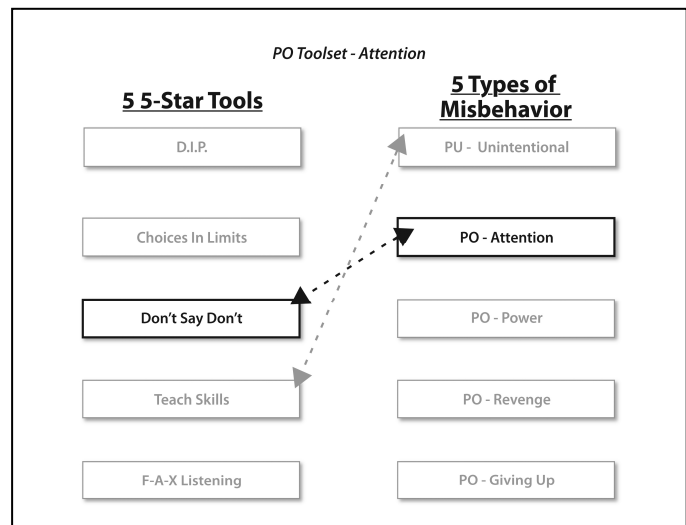 PO Toolset - Attention
5 5-Star Tools
5 Types of
Misbehavior
D.I.P.
PU - Unintentional
Choices In Limits
PO - Attention
Don't Say Don't
PO - Power
Teach Skills
PO - Revenge
F-A-X Listening
PO - Giving Up